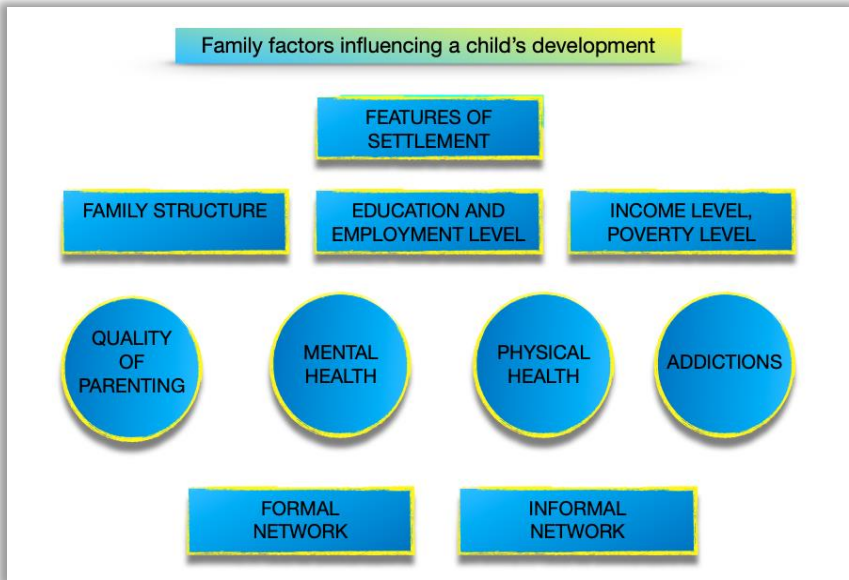 Family factors influencing a child's development
FEATURES OF
SETTLEMENT
FAMILY STRUCTURE
EDUCATION AND
EMPLOYMENT LEVEL
INCOME LEVEL,
POVERTY LEVEL
QUALITY
OF
PARENTING
MENTAL
HEALTH
PHYSICAL
HEALTH
ADDICTIONS
FORMAL
NETWORK
INFORMAL
NETWORK